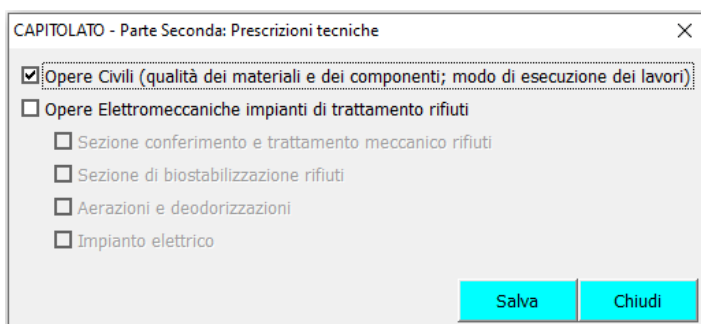 CAPITOLATO - Parte Seconda: Prescrizioni tecniche
Opere Civili (qualità dei materiali e dei componenti; modo di esecuzione dei lavori)
Opere Elettromeccaniche impianti di trattamento rifiuti
Sezione conferimento e trattamento meccanico rifiuti
Sezione di biostabilizzazione rifiuti
Aerazioni e deodorizzazioni
Impianto elettrico
Salva Chiudi